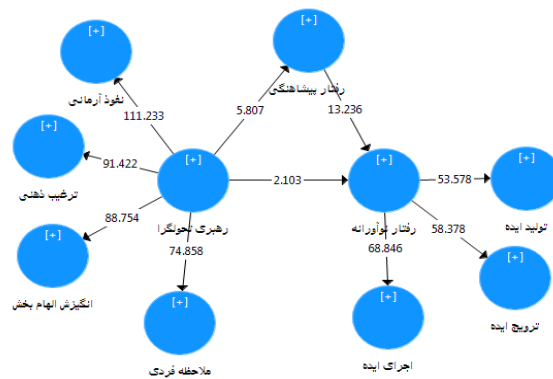 [+]
رفتار پیشاهنگی
[+]
نفوذ آرمانی
111.233
5.807
13.236
[+]
ترغیب ذهنی
91.422
[+]
رهبری تحولگرا
2.103
[+]
رفتار نوآورانه
53.578
[+]
تولید ایده
88.754
[+]
انگیزش الهام بخش
74.858
68.846
58.378
[+]
ترویج ایده
[+]
ملاحظه فردی
[+]
اجرای ایده